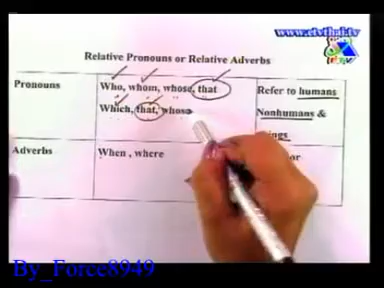 www.etvthai.tv
Relative Pronouns or Relative Adverbs
Pronouns
Who, whom, whose, that
Which, that, whose
Refer to humans
Nonhumans &
Adverbs
When , where
By_Force8949